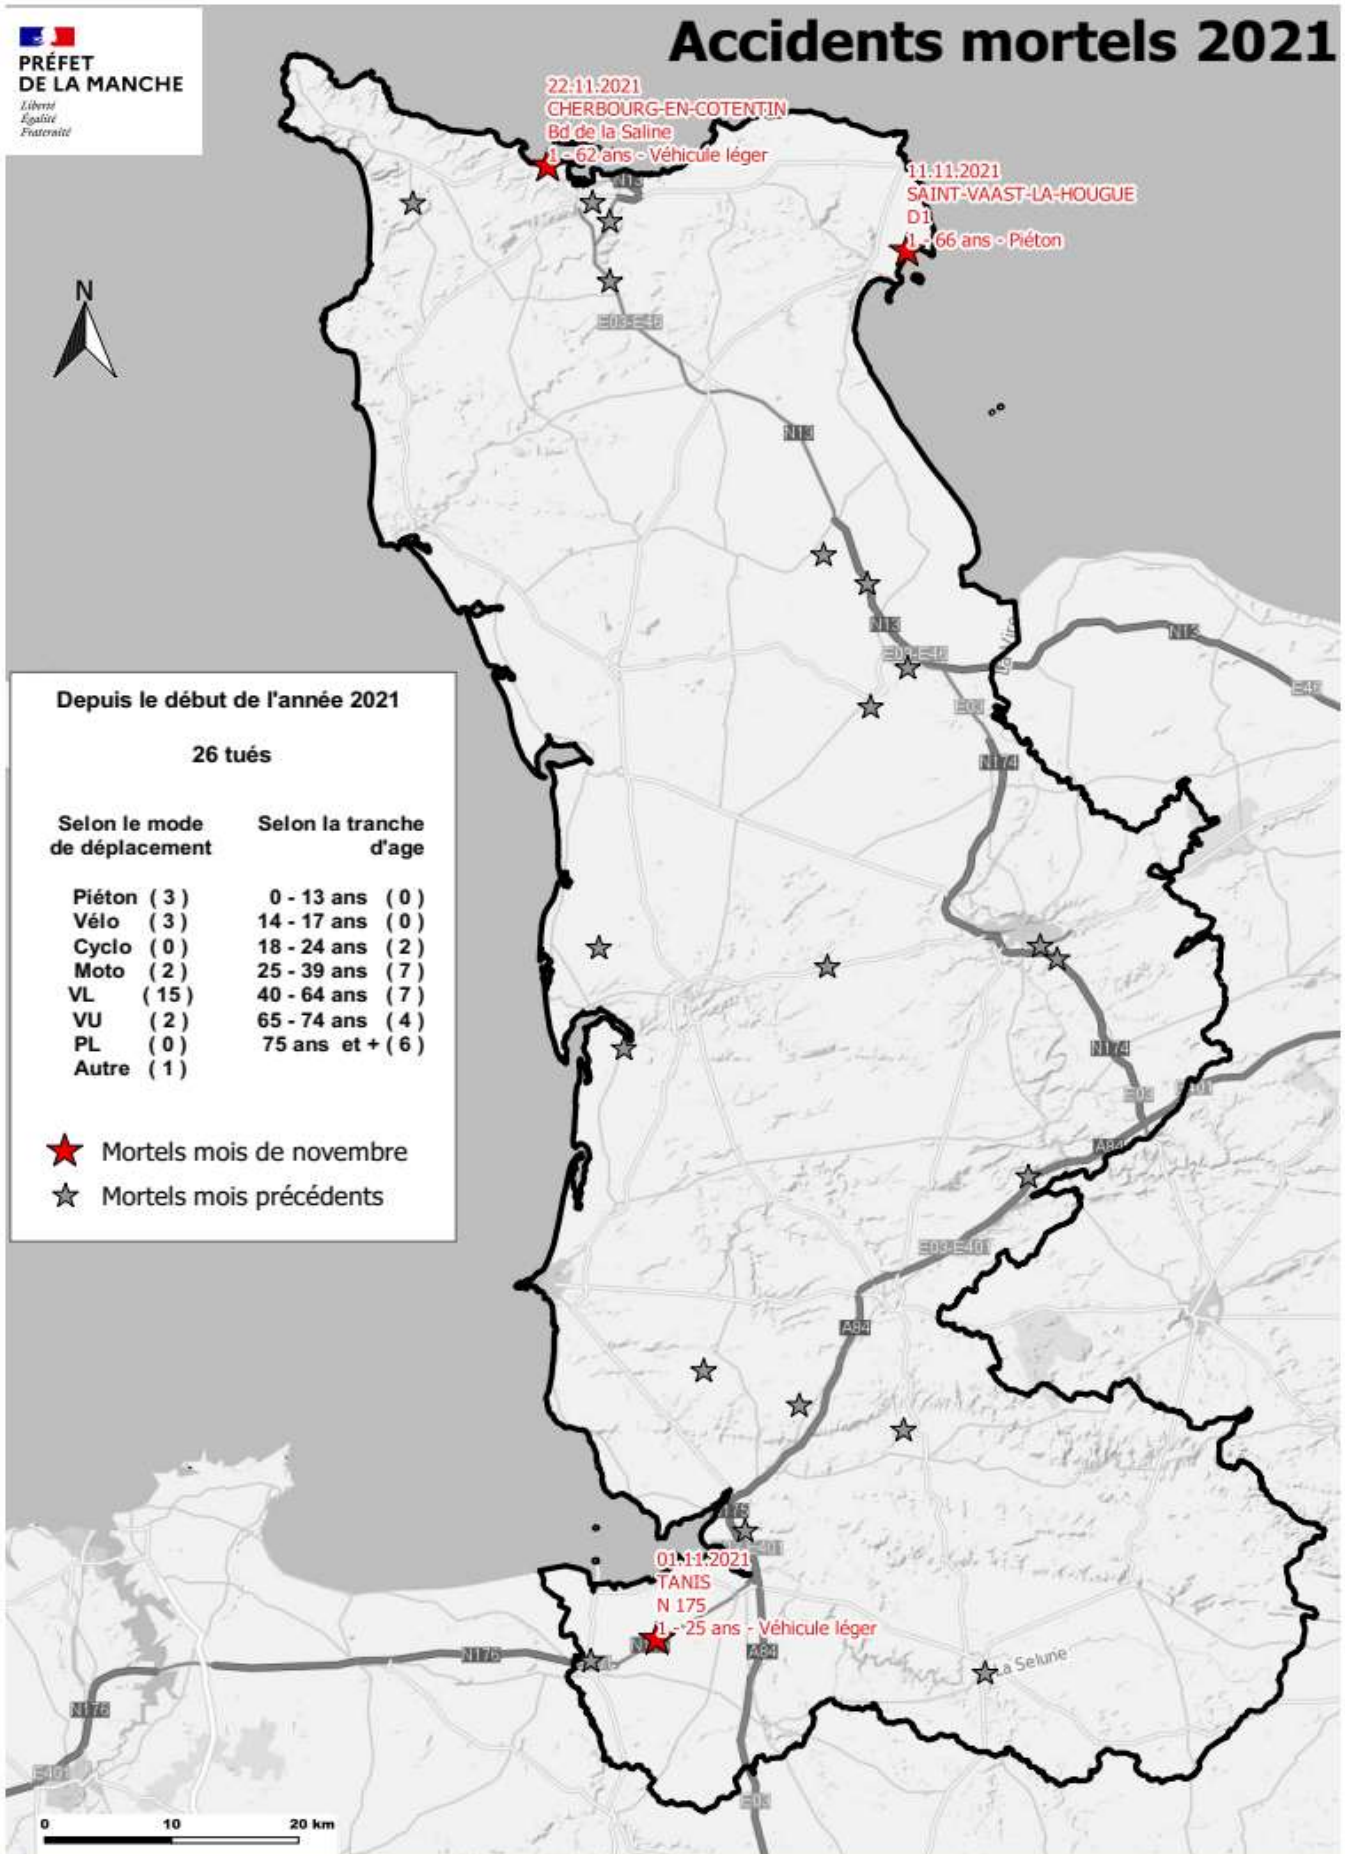 Accidents mortels 2021
PRÉFET
DE LA MANCHE
Liberté
Égalité
Fraternité
22.11.2021
CHERBOURG-EN-COTENTIN
Bd de la Saline
1 - 62 ans - Véhicule léger
N13
11.11.2021
SAINT-VAAST-LA-HOUGUE
D1
1 - 66 ans - Piéton
N
E03-E46
N13
N13
E03-E46
La Vire
N13
E46
E03
N174
Depuis le début de l'année 2021
26 tués
Selon le mode
de déplacement
Piéton ( 3 )
Vélo ( 3 )
Cyclo ( 0 )
Moto ( 2 )
VL ( 15 )
VU ( 2 )
PL ( 0 )
Autre ( 1 )
Selon la tranche
d'age
0 - 13 ans ( 0 )
14 - 17 ans ( 0 )
18 - 24 ans ( 2 )
25 - 39 ans ( 7 )
40 - 64 ans ( 7 )
65 - 74 ans ( 4 )
75 ans et + ( 6 )
Mortels mois de novembre
Mortels mois précédents
N174
E03
E401
A84
E03-E401
A84
01.11.2021
TANIS
N 175
1 - 25 ans - Véhicule léger
N176
A84
La Selune
N176
E401
E03
0 10 20 km